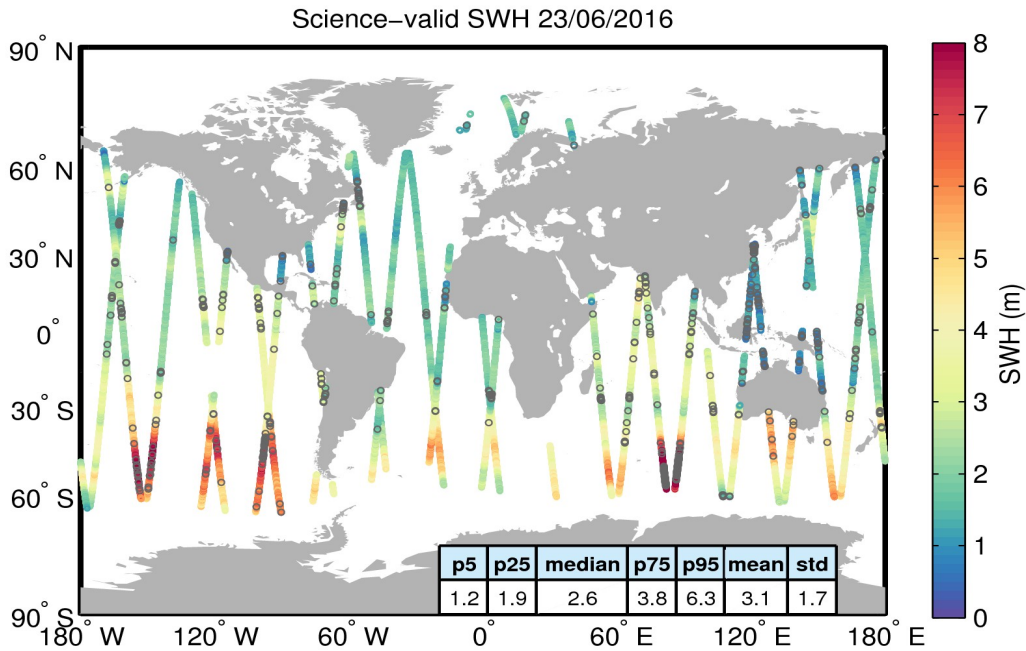 Science−valid SWH 23/06/2016
90° N
60° N
30° N
0°
30° S
60° S
90° S
180° W
120° W
60° W
0°
60° E
120° E
180° E
p5 p25 median p75 p95 mean std
1.2 1.9 2.6 3.8 6.3 3.1 1.7
8
7
6
5
4
3
2
1
0
SWH (m)